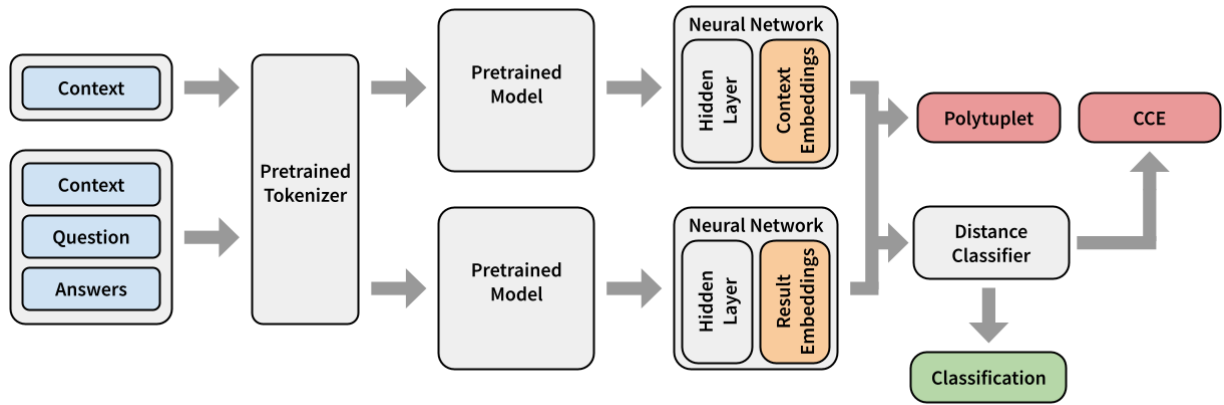 Context
Context
Question
Answers
Pretrained
Tokenizer
Pretrained
Model
Pretrained
Model
Neural Network
Hidden
Layer
Context
Embeddings
Neural Network
Hidden
Layer
Result
Embeddings
Polytuplet
CCE
Distance
Classifier
Classification